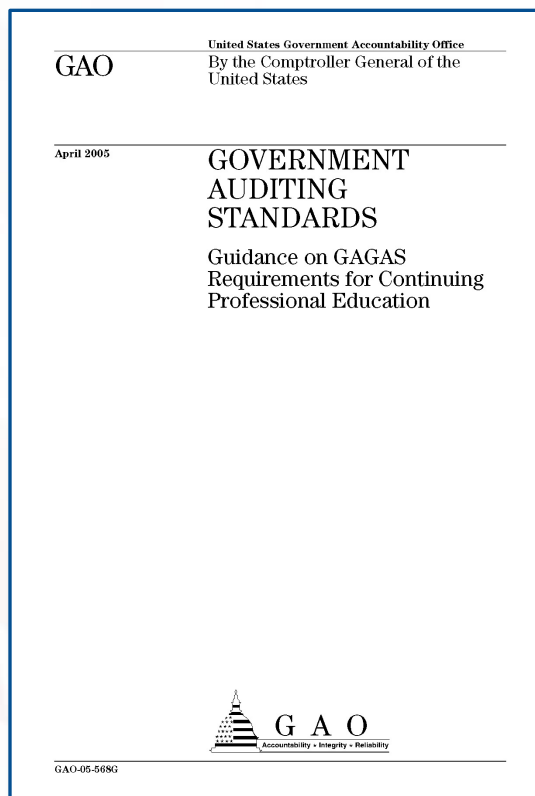 United States Government Accountability Office
GAO
By the Comptroller General of the
United States
April 2005
GOVERNMENT
AUDITING
STANDARDS
Guidance on GAGAS
Requirements for Continuing
Professional Education
G A O
Accountability * Integrity * Reliability
GAO-05-568G